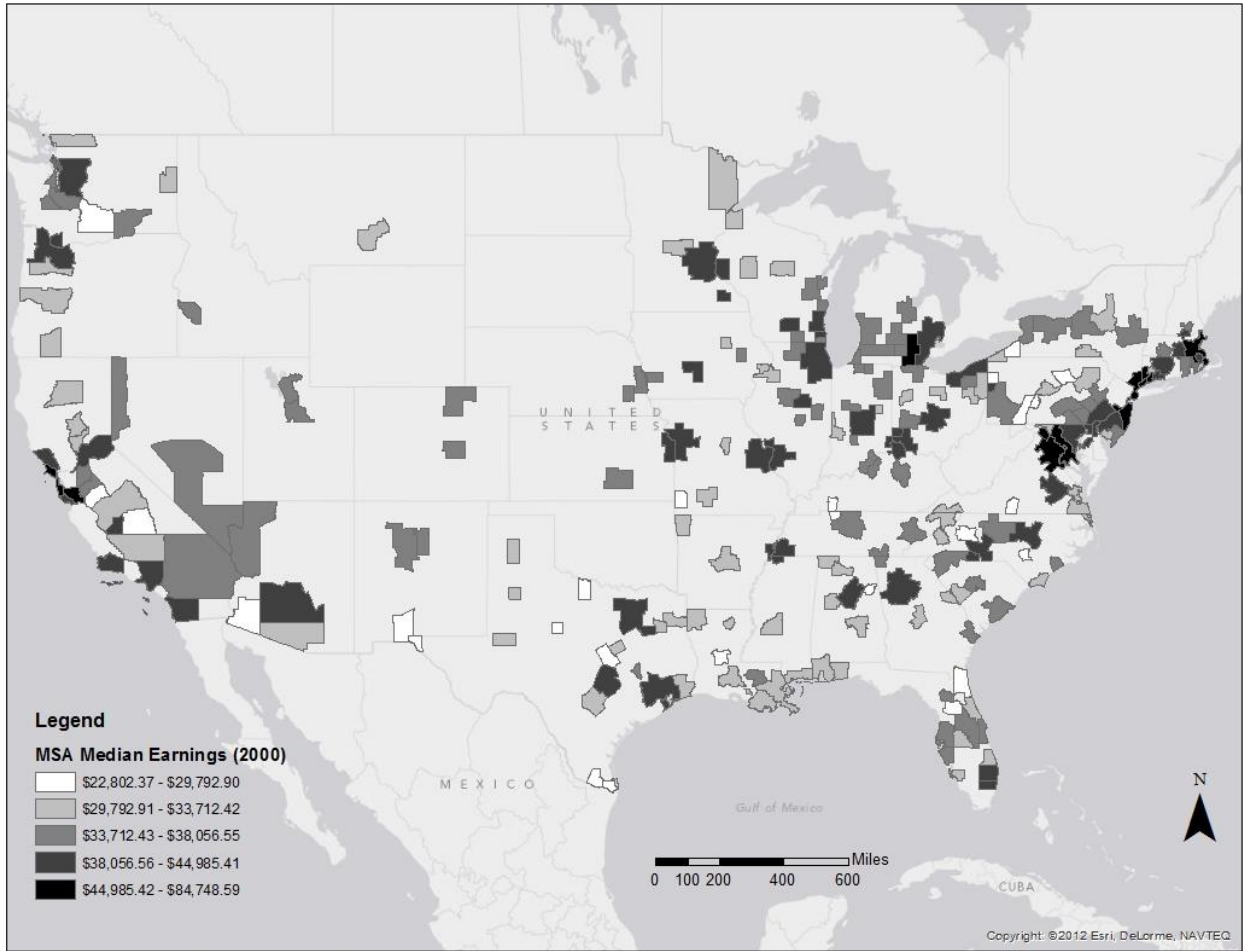 UNITED
STATES
MEXICO
Gulf of Mexico
CUBA
Legend
MSA Median Earnings (2000)
$22,802.37 - $29,792.90
$29,792.91 - $33,712.42
$33,712.43 - $38,056.55
$38,056.56 - $44,985.41
$44,985.42 - $84,748.59
N
Miles
0 100 200 400 600
Copyright: ©2012 Esri, DeLorme, NAVTEQ